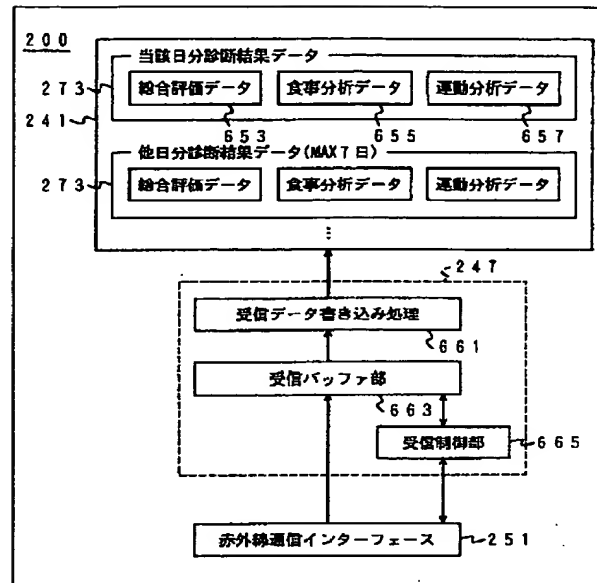 200
当該日分診断結果データ
273
総合評価データ 食事分析データ 運動分析データ
241
653 655 657
他日分診断結果データ(MAX7日)
273
総合評価データ 食事分析データ 運動分析データ
⋮
247
受信データ書き込み処理
661
受信バッファ部
663
受信制御部 665
赤外線通信インターフェース 251